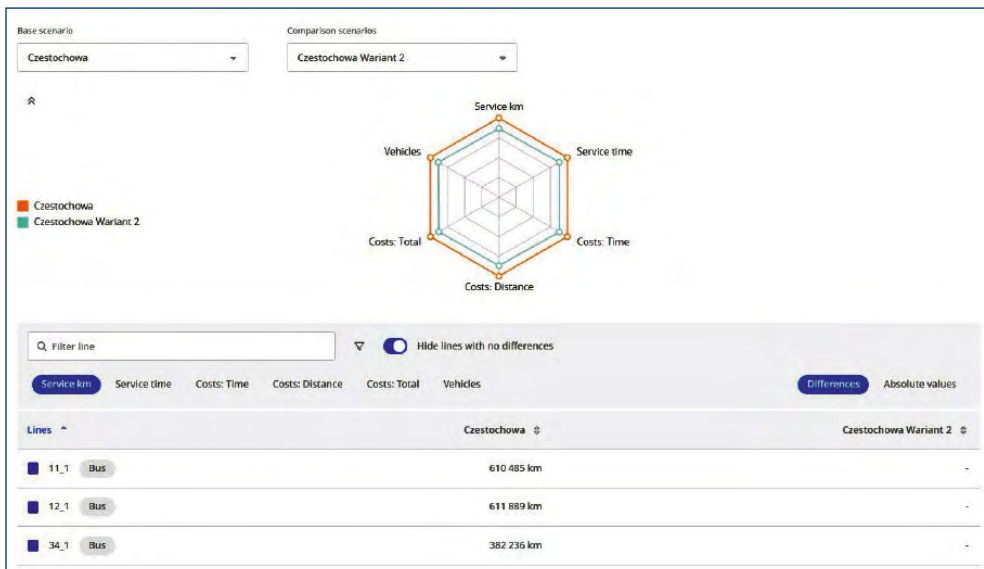 Base scenario
Comparison scenarios
Czestochowa
Czestochowa Wariant 2
Service km
Vehicles
Service time
Czestochowa
Czestochowa Wariant 2
Costs: Total
Costs: Time
Costs: Distance
Filter line
Hide lines with no differences
Service km Service time Costs: Time Costs: Distance Costs: Total Vehicles Differences Absolute values
Lines Czestochowa Czestochowa Wariant 2
11_1 Bus 610 485 km -
12_1 Bus 611 889 km -
34_1 Bus 382 236 km -